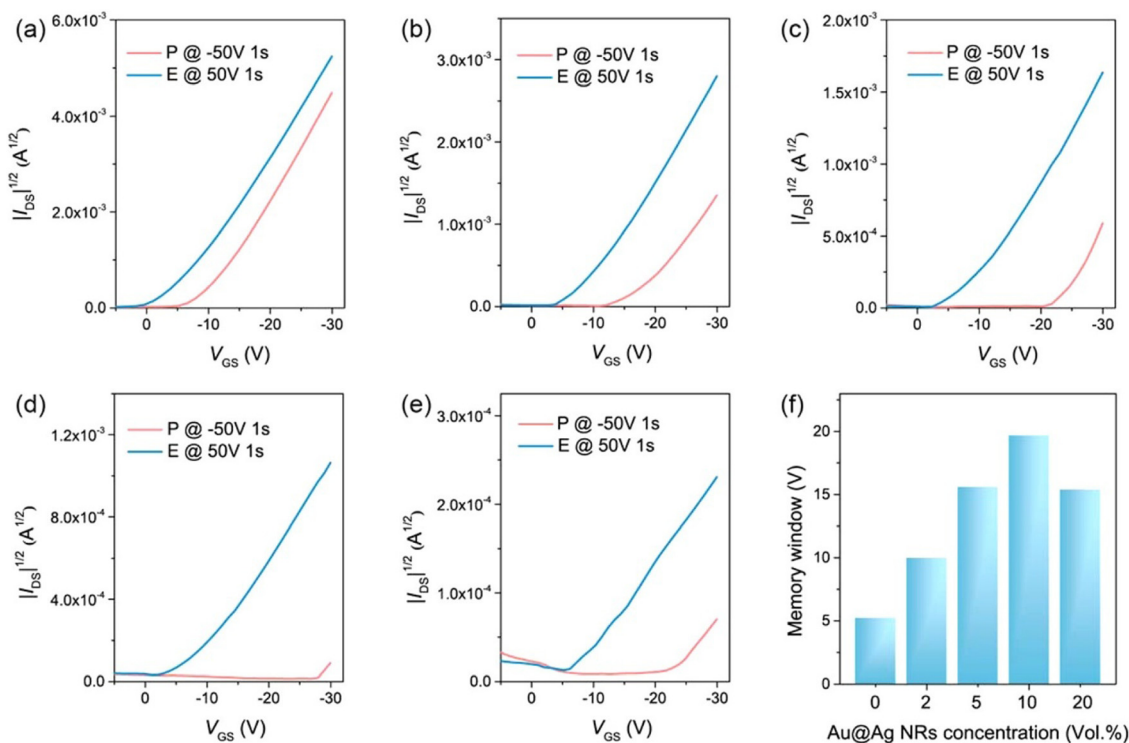 (a)
P @ -50V 1s
E @ 50V 1s
6.0x10⁻³
4.0x10⁻³
2.0x10⁻³
0.0
|I_DS|^1/2 (A^1/2)
0 -10 -20 -30
V_GS (V)
(b)
P @ -50V 1s
E @ 50V 1s
3.0x10⁻³
2.0x10⁻³
1.0x10⁻³
0.0
|I_DS|^1/2 (A^1/2)
0 -10 -20 -30
V_GS (V)
(c)
P @ -50V 1s
E @ 50V 1s
1.5x10⁻³
1.0x10⁻³
5.0x10⁻⁴
0.0
|I_DS|^1/2 (A^1/2)
0 -10 -20 -30
V_GS (V)
(d)
P @ -50V 1s
E @ 50V 1s
1.2x10⁻³
8.0x10⁻⁴
4.0x10⁻⁴
0.0
|I_DS|^1/2 (A^1/2)
0 -10 -20 -30
V_GS (V)
(e)
P @ -50V 1s
E @ 50V 1s
3.0x10⁻⁴
2.0x10⁻⁴
1.0x10⁻⁴
0.0
|I_DS|^1/2 (A^1/2)
0 -10 -20 -30
V_GS (V)
(f)
20
15
10
5
0
Memory window (V)
0 2 5 10 20
Au@Ag NRs concentration (Vol.%)